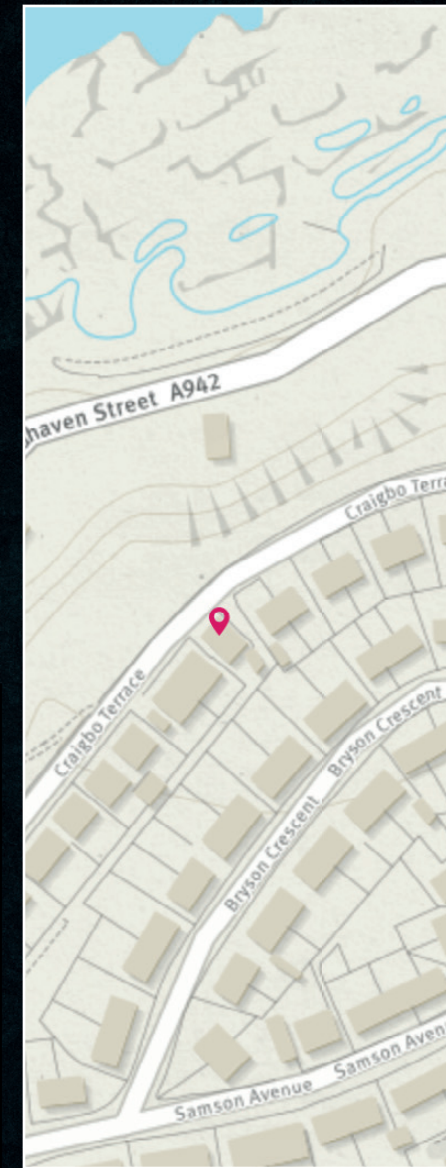 haven Street A942
Craigbo Terra
Craigbo Terrace
Bryson Crescent
Bryson Crescent
Samson Avenue
Samson Aven